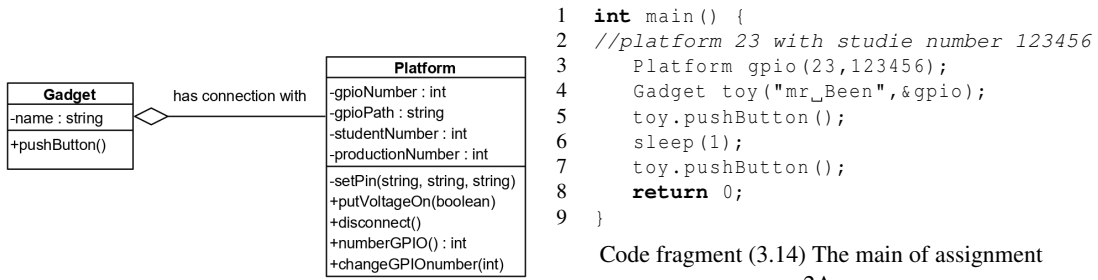 Gadget
-name : string
+pushButton()
has connection with
Platform
-gpioNumber : int
-gpioPath : string
-studentNumber : int
-productionNumber : int
-setPin(string, string, string)
+putVoltageOn(boolean)
+disconnect()
+numberGPIO() : int
+changeGPIOnumber(int)
1 int main() {
2 //platform 23 with studie number 123456
3 Platform gpio(23,123456);
4 Gadget toy("mr␣Been",&gpio);
5 toy.pushButton();
6 sleep(1);
7 toy.pushButton();
8 return 0;
9 }
Code fragment (3.14) The main of assignment